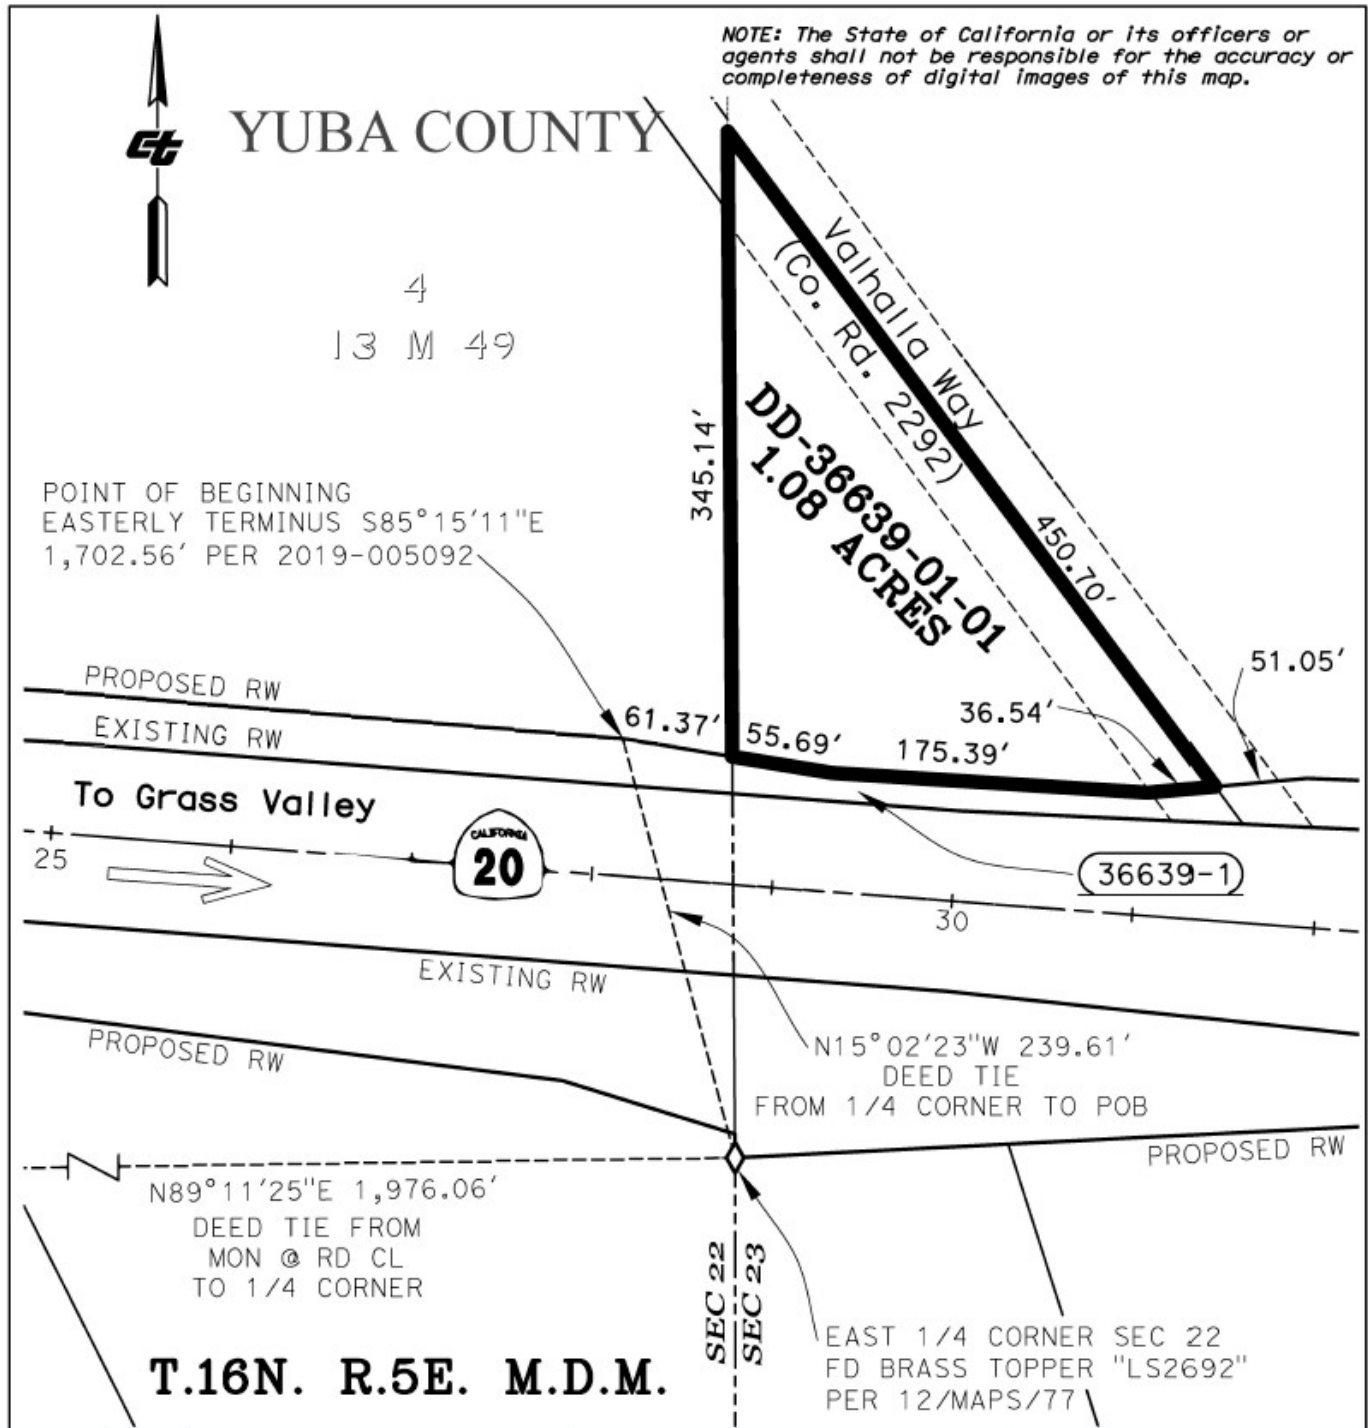 NOTE: The State of California or its officers or
agents shall not be responsible for the accuracy or
completeness of digital images of this map.
Ct
YUBA COUNTY
4
13 M 49
Valhalla Way
(Co. Rd. 2292)
DD-36639-01-01
1.08 ACRES
345.14'
450.70'
POINT OF BEGINNING
EASTERLY TERMINUS S85°15'11"E
1,702.56' PER 2019-005092
51.05'
PROPOSED RW
61.37'
55.69'
175.39'
36.54'
EXISTING RW
To Grass Valley
CALIFORNIA
20
25
36639-1
30
EXISTING RW
PROPOSED RW
N15°02'23"W 239.61'
DEED TIE
FROM 1/4 CORNER TO POB
PROPOSED RW
N89°11'25"E 1,976.06'
DEED TIE FROM
MON @ RD CL
TO 1/4 CORNER
SEC 22
SEC 23
EAST 1/4 CORNER SEC 22
FD BRASS TOPPER "LS2692"
PER 12/MAPS/77
T.16N. R.5E. M.D.M.